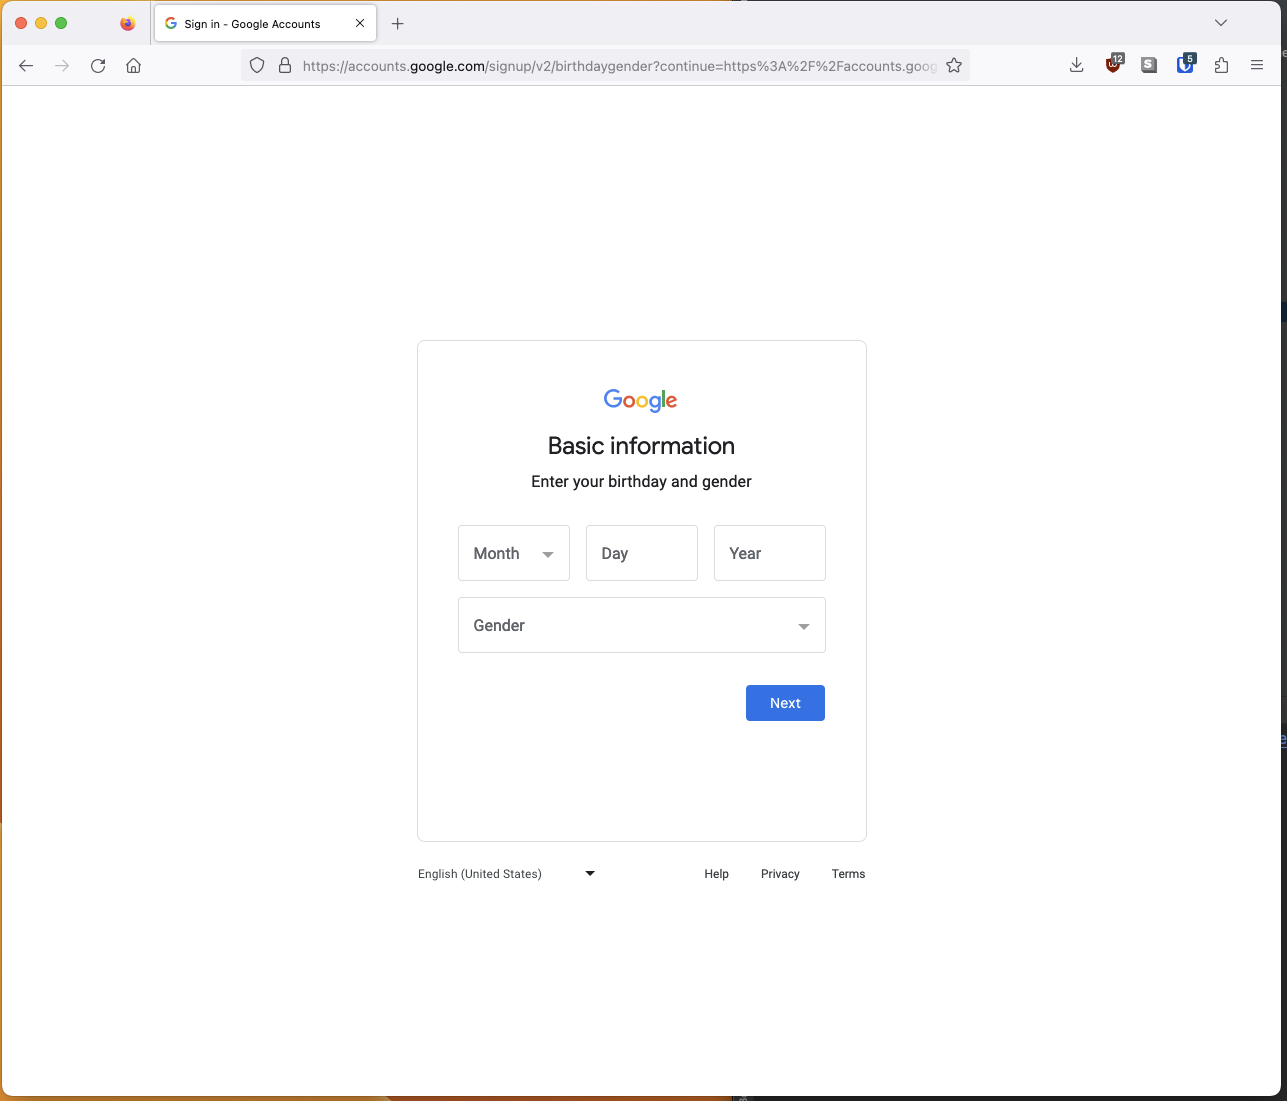 Sign in - Google Accounts
https://accounts.google.com/signup/v2/birthdaygender?continue=https%3A%2F%2Faccounts.goog
12
S
5
Google
Basic information
Enter your birthday and gender
Month
Day
Year
Gender
Next
English (United States)
Help
Privacy
Terms